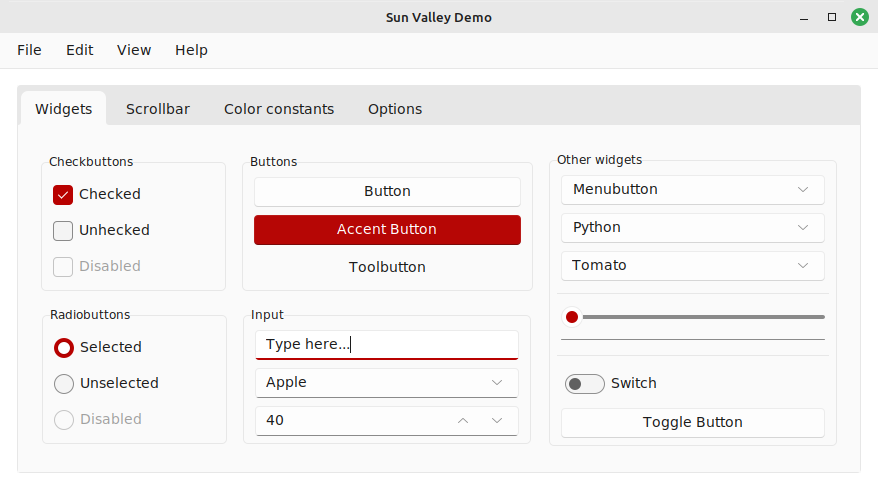 Sun Valley Demo
File Edit View Help
Widgets Scrollbar Color constants Options
Checkbuttons
Checked
Unhecked
Disabled
Buttons
Button
Accent Button
Toolbutton
Other widgets
Menubutton
Python
Tomato
Radiobuttons
Selected
Unselected
Disabled
Input
Type here...
Apple
40
Switch
Toggle Button